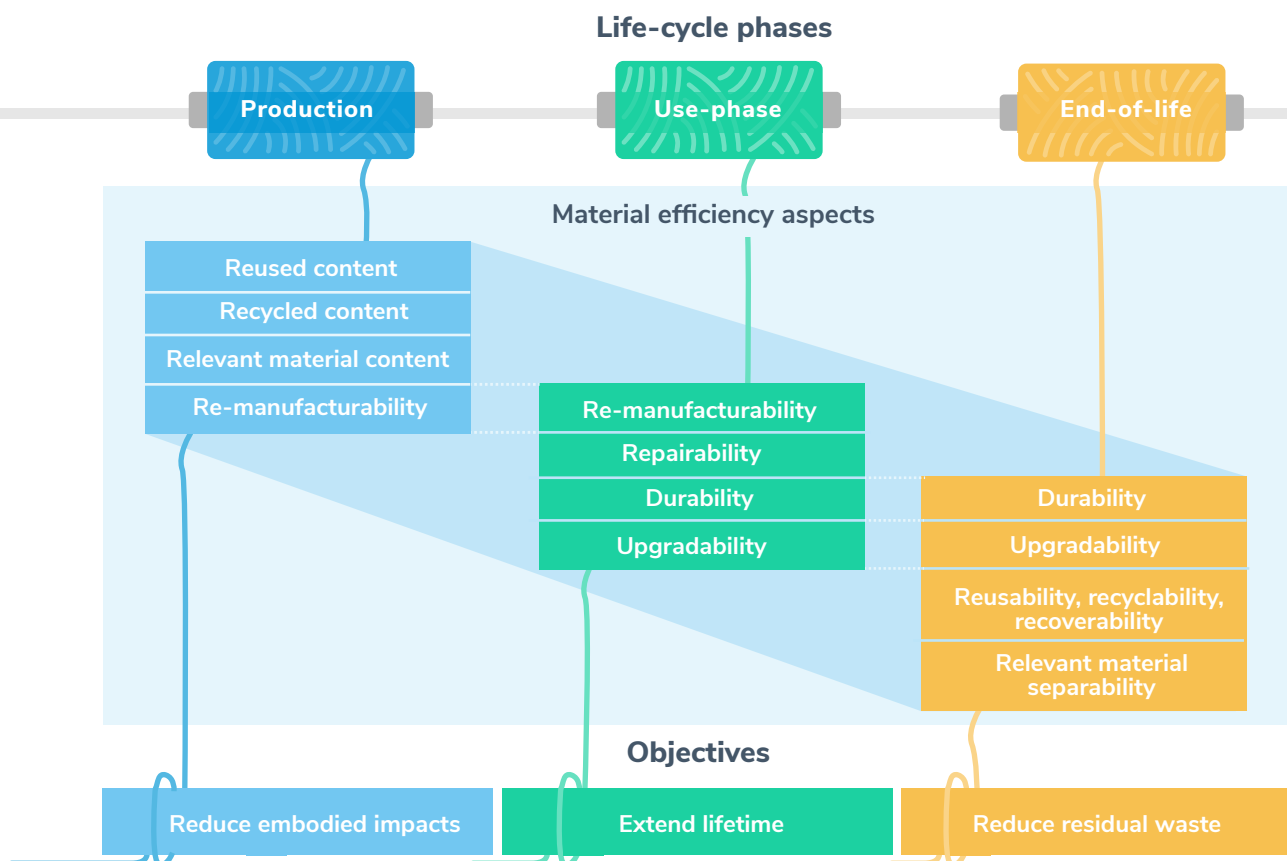 Life-cycle phases
Production
Use-phase
End-of-life
Material efficiency aspects
Reused content
Recycled content
Relevant material content
Re-manufacturability
Re-manufacturability
Repairability
Durability
Upgradability
Durability
Upgradability
Reusability, recyclability,
recoverability
Relevant material
separability
Objectives
Reduce embodied impacts
Extend lifetime
Reduce residual waste